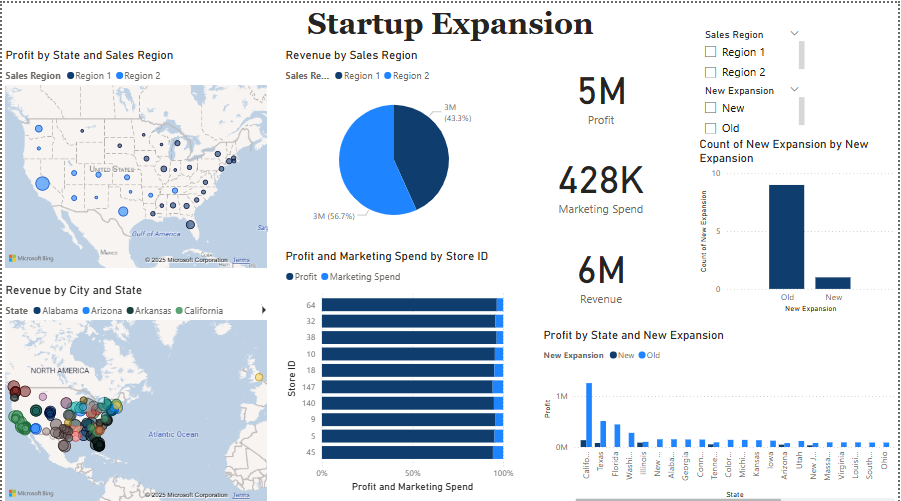 Startup Expansion
Profit by State and Sales Region
Sales Region Region 1 Region 2
UNITED STATES
Gulf of America
Sar
Mexico
Microsoft Bing
© 2025 Microsoft Corporation Terms
Revenue by City and State
State Alabama Arizona Arkansas California
NORTH AMERICA
Atlantic Ocean
Microsoft Bing
© 2025 Microsoft Corporation Terms
Revenue by Sales Region
Sales Re... Region 1 Region 2
3M
(43.3%)
3M (56.7%)
Profit and Marketing Spend by Store ID
Profit Marketing Spend
Store ID
64
32
38
10
18
147
140
9
5
45
0% 50% 100%
Profit and Marketing Spend
5M
Profit
428K
Marketing Spend
6M
Revenue
Sales Region
Region 1
Region 2
New Expansion
New
Old
Count of New Expansion by New
Expansion
Count of New Expansion
10
5
0
Old New
New Expansion
Profit by State and New Expansion
New Expansion New Old
Profit
1M
0M
Califo... Texas Florida Washi... Illinois New ... Alaba... Georgia Conn... Tenne... Color... Michi... Kansas Iowa Arizona Utah New J... Massa... Virginia Louisi... South... Ohio
State